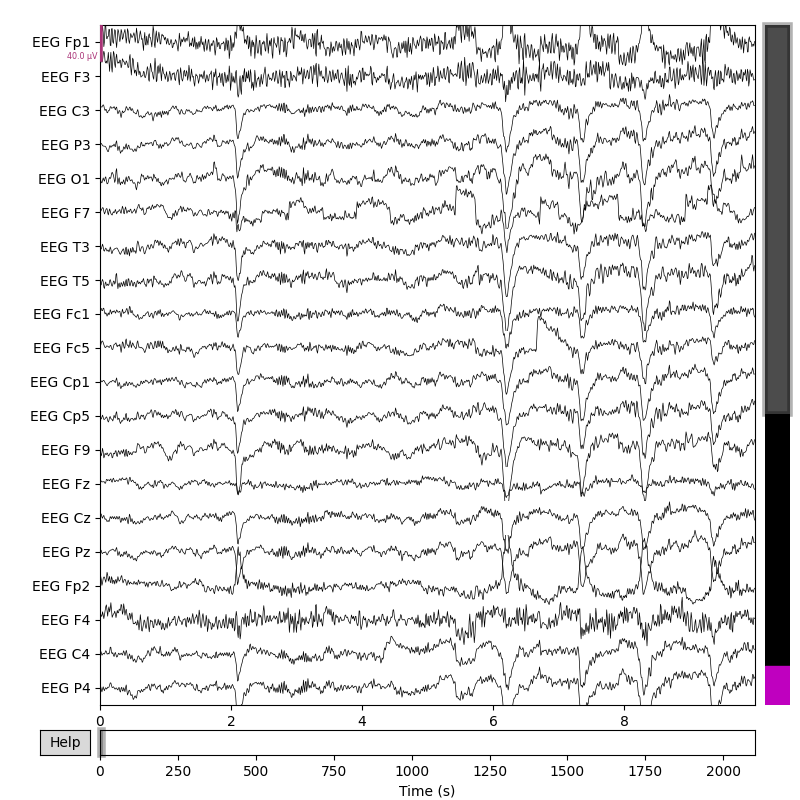 EEG Fp1
40.0 µV
EEG F3
EEG C3
EEG P3
EEG O1
EEG F7
EEG T3
EEG T5
EEG Fc1
EEG Fc5
EEG Cp1
EEG Cp5
EEG F9
EEG Fz
EEG Cz
EEG Pz
EEG Fp2
EEG F4
EEG C4
EEG P4
0 2 4 6 8
Help
0 250 500 750 1000 1250 1500 1750 2000
Time (s)